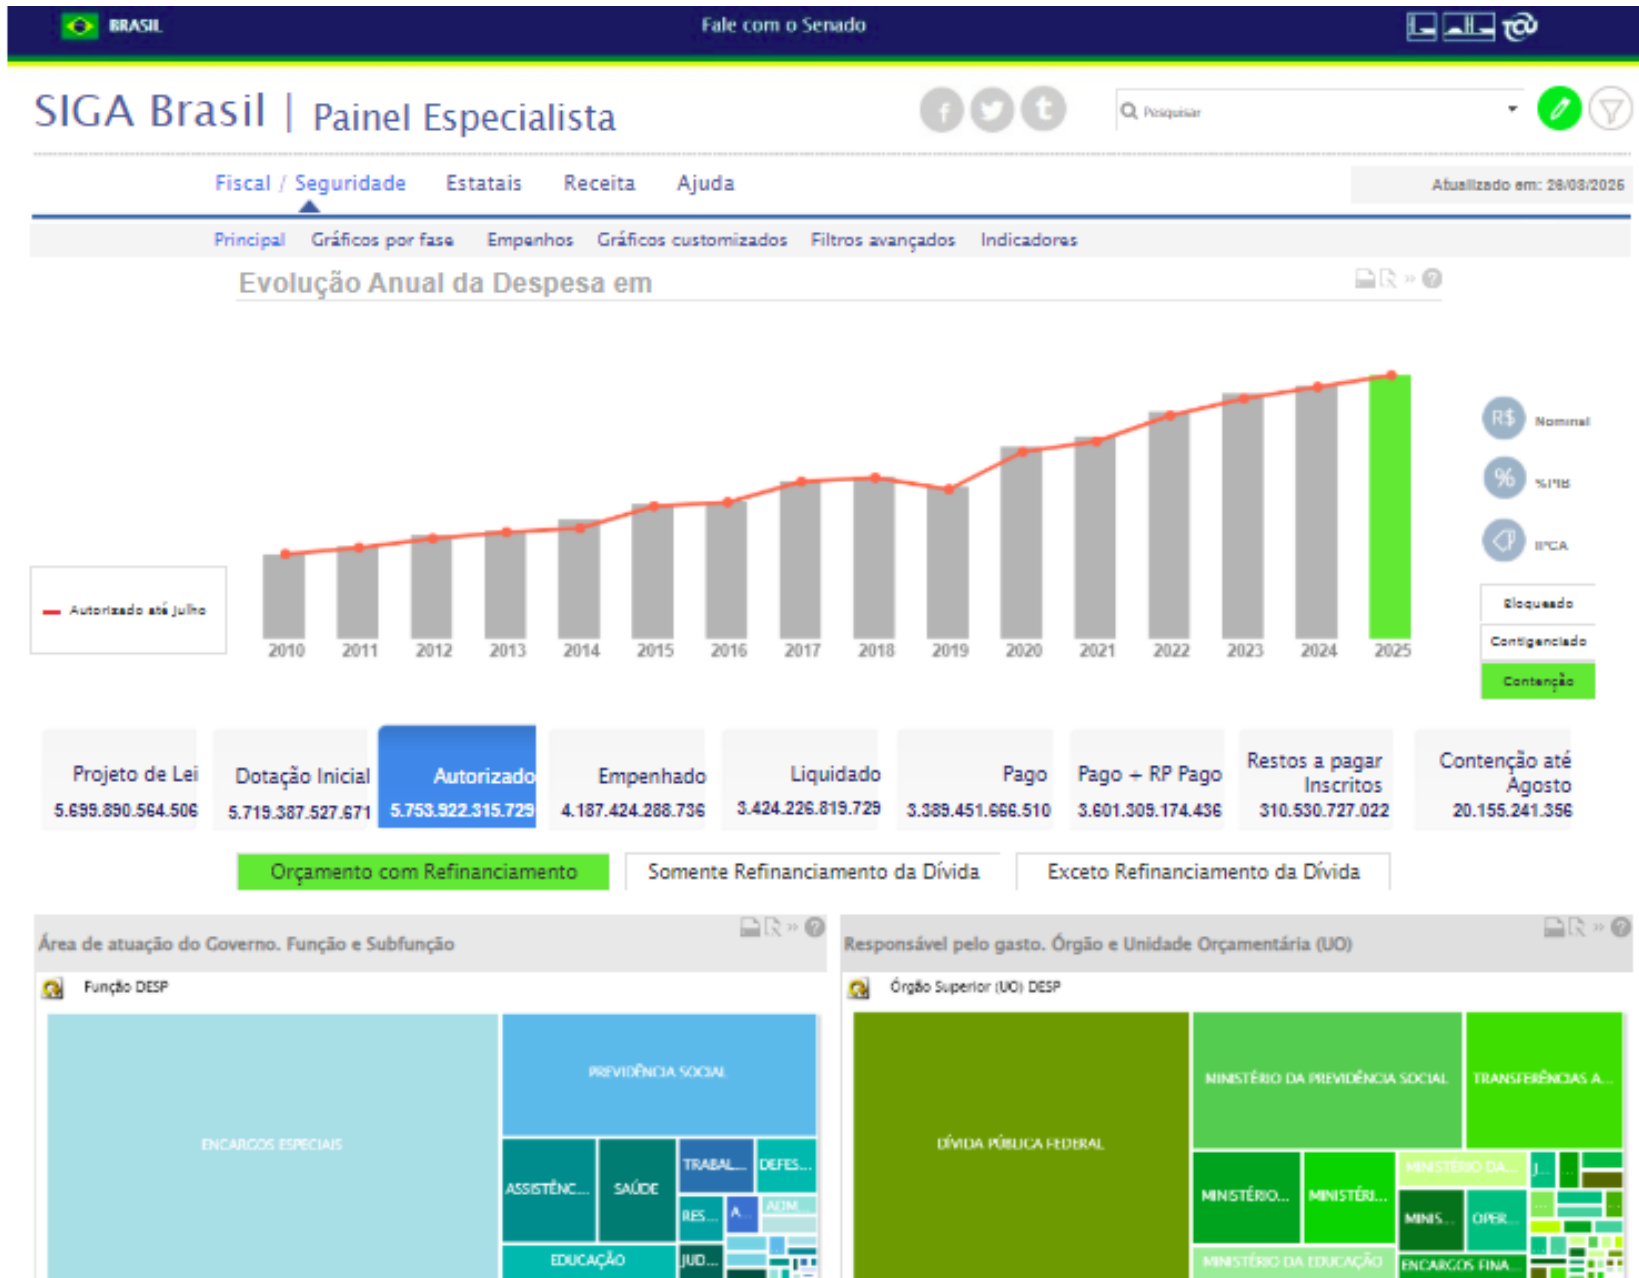 BRASIL
Fale com o Senado
SIGA Brasil | Painel Especialista
Pesquisar
Fiscal / Seguridade Estatais Receita Ajuda
Atualizado em: 26/08/2025
Principal Gráficos por fase Empenhos Gráficos customizados Filtros avançados Indicadores
Evolução Anual da Despesa em
R$ Nominal
% %PIB
IPCA
Autorizado até Julho
Bloqueado
Contigenciado
Contenção
2010 2011 2012 2013 2014 2015 2016 2017 2018 2019 2020 2021 2022 2023 2024 2025
Projeto de Lei
5.699.890.564.506
Dotação Inicial
5.719.387.527.671
Autorizado
5.753.922.315.729
Empenhado
4.187.424.288.736
Liquidado
3.424.226.819.729
Pago
3.389.451.666.510
Pago + RP Pago
3.601.309.174.436
Restos a pagar
Inscritos
310.530.727.022
Contenção até
Agosto
20.155.241.356
Orçamento com Refinanciamento
Somente Refinanciamento da Dívida
Exceto Refinanciamento da Dívida
Área de atuação do Governo. Função e Subfunção
Função DESP
ENCARGOS ESPECIAIS
PREVIDÊNCIA SOCIAL
ASSISTÊNC...
SAÚDE
TRABAL...
DEFES...
RES...
A...
ADM...
EDUCAÇÃO
JUD...
Responsável pelo gasto. Órgão e Unidade Orçamentária (UO)
Órgão Superior (UO) DESP
DÍVIDA PÚBLICA FEDERAL
MINISTÉRIO DA PREVIDÊNCIA SOCIAL
TRANSFERÊNCIAS A...
MINISTÉRIO...
MINISTÉRI...
MINISTÉRIO DA...
J...
MINIS...
OPER...
MINISTÉRIO DA EDUCAÇÃO
ENCARGOS FINA...